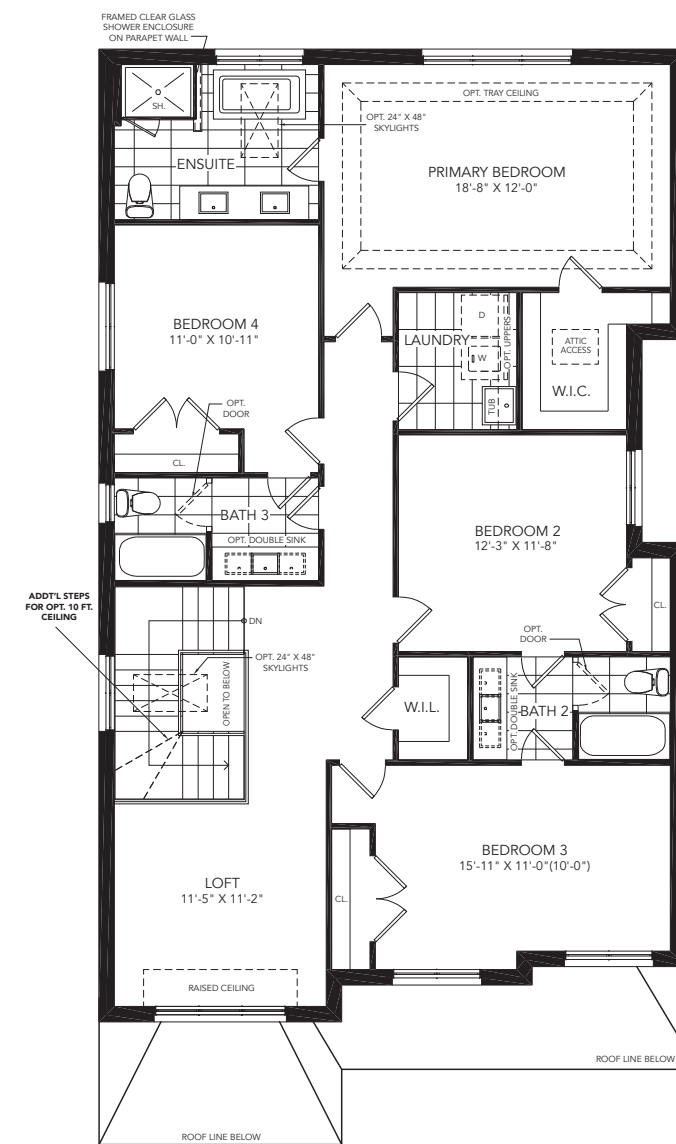 FRAMED CLEAR GLASS
SHOWER ENCLOSURE
ON PARAPET WALL
SH.
OPT. TRAY CEILING
OPT. 24" X 48"
SKYLIGHTS
ENSUITE
PRIMARY BEDROOM
18'-8" X 12'-0"
BEDROOM 4
11'-0" X 10'-11"
D
LAUNDRY
W
OPT. UPPERS
TUB
ATTIC
ACCESS
W.I.C.
OPT.
DOOR
CL.
BATH 3
OPT. DOUBLE SINK
BEDROOM 2
12'-3" X 11'-8"
CL.
ADDT'L STEPS
FOR OPT. 10 FT.
CEILING
DN
OPT. 24" X 48"
SKYLIGHTS
OPEN TO BELOW
OPT.
DOOR
W.I.L.
OPT. DOUBLE SINK
BATH 2
BEDROOM 3
15'-11" X 11'-0"(10'-0")
LOFT
11'-5" X 11'-2"
CL.
RAISED CEILING
ROOF LINE BELOW
ROOF LINE BELOW